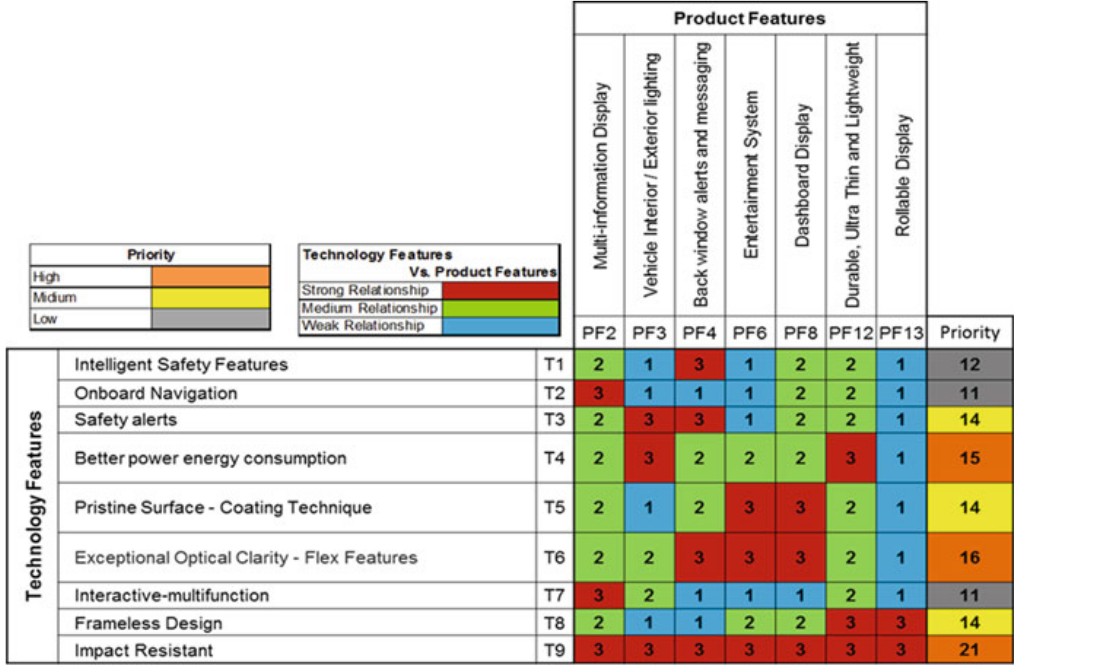 Product Features
Multi-information Display
Vehicle Interior / Exterior lighting
Back window alerts and messaging
Entertainment System
Dashboard Display
Durable, Ultra Thin and Lightweight
Rollable Display
Priority
High
Midium
Low
Technology Features
Vs. Product Features
Strong Relationship
Medium Relationship
Weak Relationship
PF2 PF3 PF4 PF6 PF8 PF12 PF13 Priority
Technology Features
Intelligent Safety Features T1 2 1 3 1 2 2 1 12
Onboard Navigation T2 3 1 1 1 2 2 1 11
Safety alerts T3 2 3 3 1 2 2 1 14
Better power energy consumption T4 2 3 2 2 2 3 1 15
Pristine Surface - Coating Technique T5 2 1 2 3 3 2 1 14
Exceptional Optical Clarity - Flex Features T6 2 2 3 3 3 2 1 16
Interactive-multifunction T7 3 2 1 1 1 2 1 11
Frameless Design T8 2 1 1 2 2 3 3 14
Impact Resistant T9 3 3 3 3 3 3 3 21